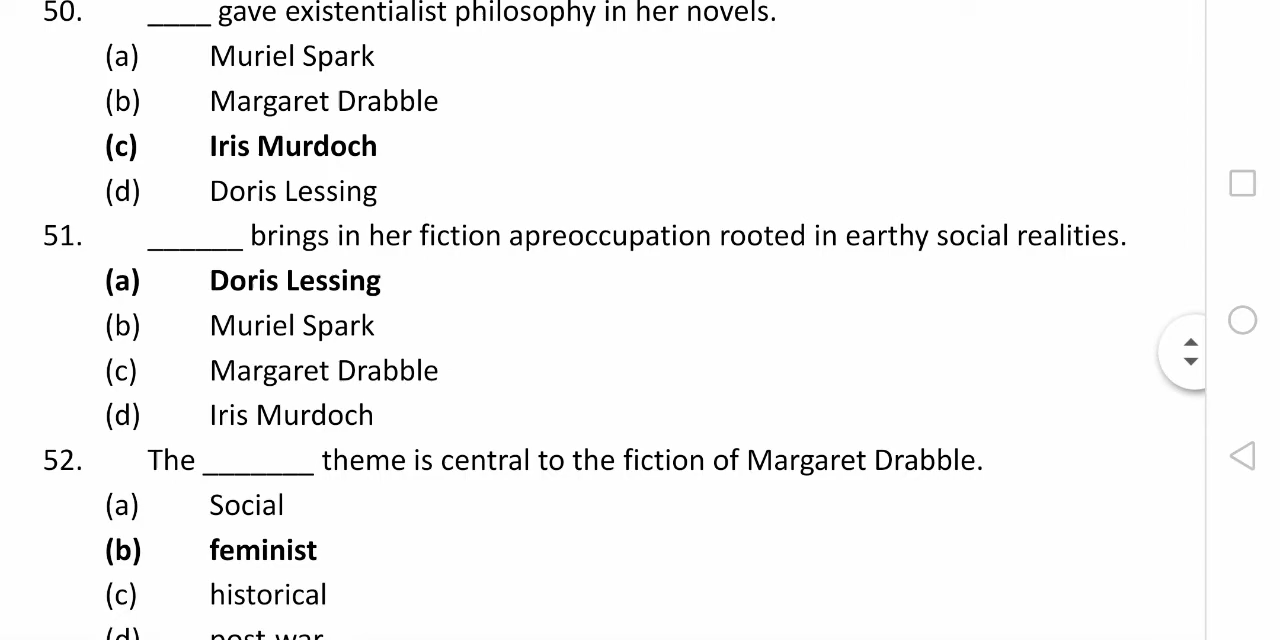 50. ____ gave existentialist philosophy in her novels.
(a) Muriel Spark
(b) Margaret Drabble
(c) Iris Murdoch
(d) Doris Lessing
51. ______ brings in her fiction apreoccupation rooted in earthy social realities.
(a) Doris Lessing
(b) Muriel Spark
(c) Margaret Drabble
(d) Iris Murdoch
52. The _______ theme is central to the fiction of Margaret Drabble.
(a) Social
(b) feminist
(c) historical
(d) post war